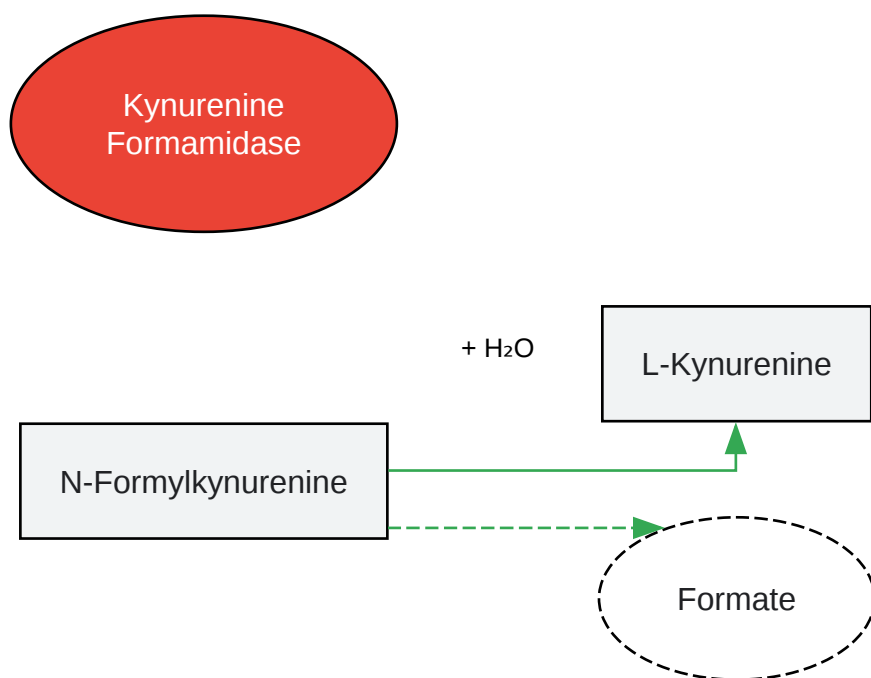 Kynurenine
Formamidase
+ H₂O
L-Kynurenine
N-Formylkynurenine
Formate